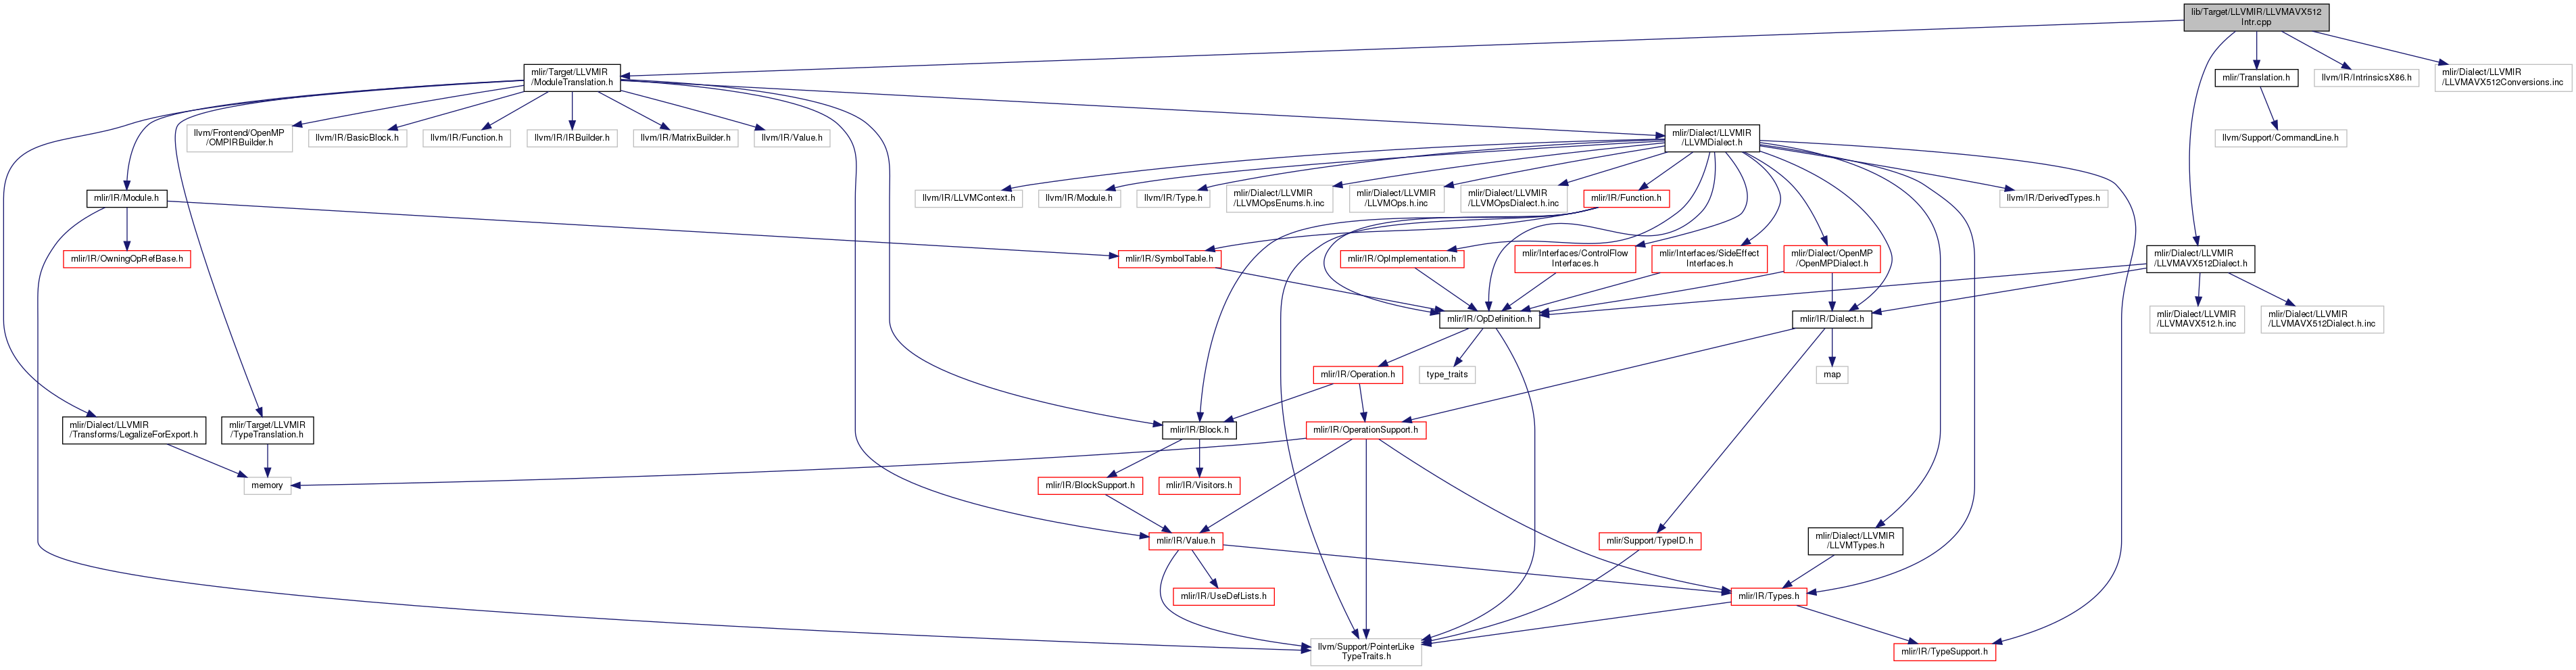 lib/Target/LLVMIR/LLVMAVX512
Intr.cpp
mlir/Target/LLVMIR
/ModuleTranslation.h
mlir/Translation.h
llvm/IR/IntrinsicsX86.h
mlir/Dialect/LLVMIR
/LLVMAVX512Conversions.inc
llvm/Frontend/OpenMP
/OMPIRBuilder.h
llvm/IR/BasicBlock.h
llvm/IR/Function.h
llvm/IR/IRBuilder.h
llvm/IR/MatrixBuilder.h
llvm/IR/Value.h
mlir/Dialect/LLVMIR
/LLVMDialect.h
llvm/Support/CommandLine.h
mlir/IR/Module.h
llvm/IR/LLVMContext.h
llvm/IR/Module.h
llvm/IR/Type.h
mlir/Dialect/LLVMIR
/LLVMOpsEnums.h.inc
mlir/Dialect/LLVMIR
/LLVMOps.h.inc
mlir/Dialect/LLVMIR
/LLVMOpsDialect.h.inc
mlir/IR/Function.h
llvm/IR/DerivedTypes.h
mlir/IR/OwningOpRefBase.h
mlir/IR/SymbolTable.h
mlir/IR/OpImplementation.h
mlir/Interfaces/ControlFlow
Interfaces.h
mlir/Interfaces/SideEffect
Interfaces.h
mlir/Dialect/OpenMP
/OpenMPDialect.h
mlir/Dialect/LLVMIR
/LLVMAVX512Dialect.h
mlir/IR/OpDefinition.h
mlir/IR/Dialect.h
mlir/Dialect/LLVMIR
/LLVMAVX512.h.inc
mlir/Dialect/LLVMIR
/LLVMAVX512Dialect.h.inc
mlir/IR/Operation.h
type_traits
map
mlir/Dialect/LLVMIR
/Transforms/LegalizeForExport.h
mlir/Target/LLVMIR
/TypeTranslation.h
mlir/IR/Block.h
mlir/IR/OperationSupport.h
memory
mlir/IR/BlockSupport.h
mlir/IR/Visitors.h
mlir/IR/Value.h
mlir/Support/TypeID.h
mlir/Dialect/LLVMIR
/LLVMTypes.h
mlir/IR/UseDefLists.h
mlir/IR/Types.h
llvm/Support/PointerLike
TypeTraits.h
mlir/IR/TypeSupport.h